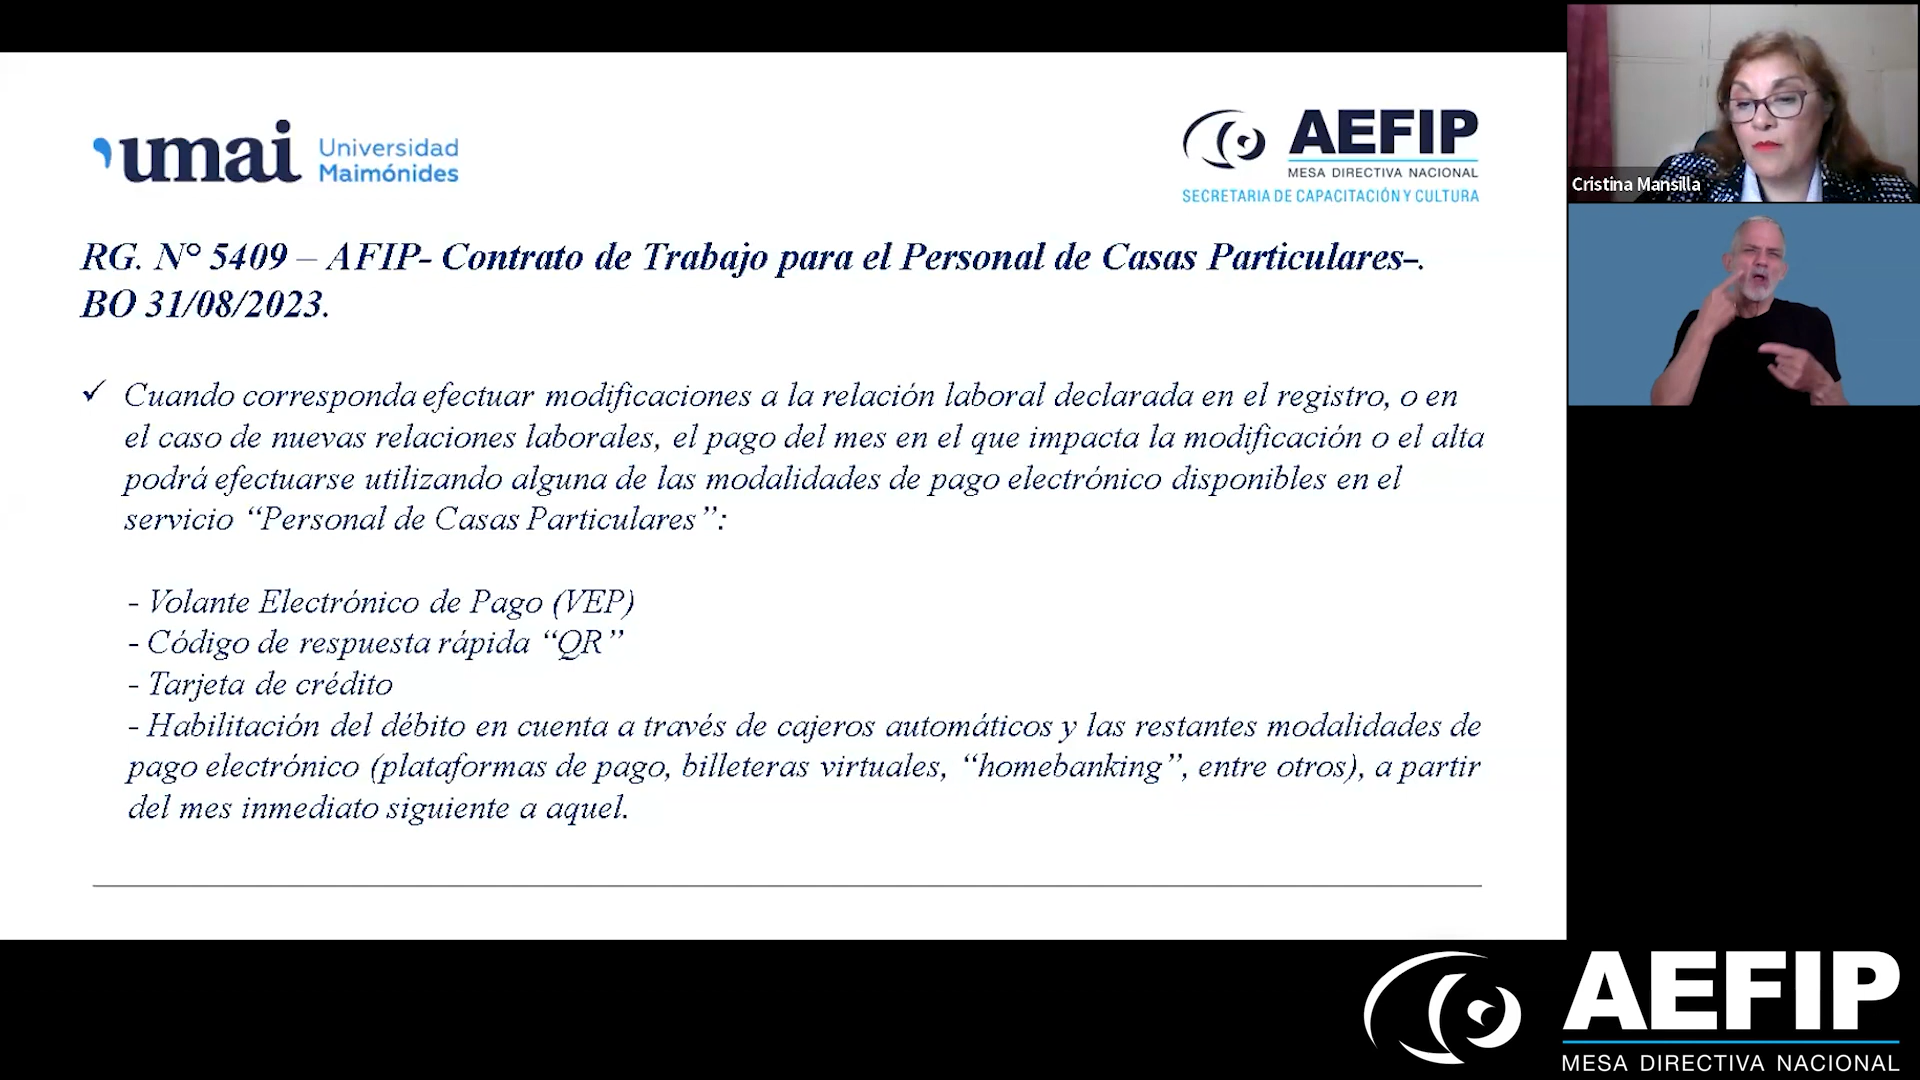 umai Universidad
Maimónides
AEFIP
MESA DIRECTIVA NACIONAL
SECRETARIA DE CAPACITACIÓN Y CULTURA
RG. N° 5409 – AFIP- Contrato de Trabajo para el Personal de Casas Particulares–.
BO 31/08/2023.
✓ Cuando corresponda efectuar modificaciones a la relación laboral declarada en el registro, o en
el caso de nuevas relaciones laborales, el pago del mes en el que impacta la modificación o el alta
podrá efectuarse utilizando alguna de las modalidades de pago electrónico disponibles en el
servicio “Personal de Casas Particulares”:
- Volante Electrónico de Pago (VEP)
- Código de respuesta rápida “QR”
- Tarjeta de crédito
- Habilitación del débito en cuenta a través de cajeros automáticos y las restantes modalidades de
pago electrónico (plataformas de pago, billeteras virtuales, “homebanking”, entre otros), a partir
del mes inmediato siguiente a aquel.
Cristina Mansilla
AEFIP
MESA DIRECTIVA NACIONAL